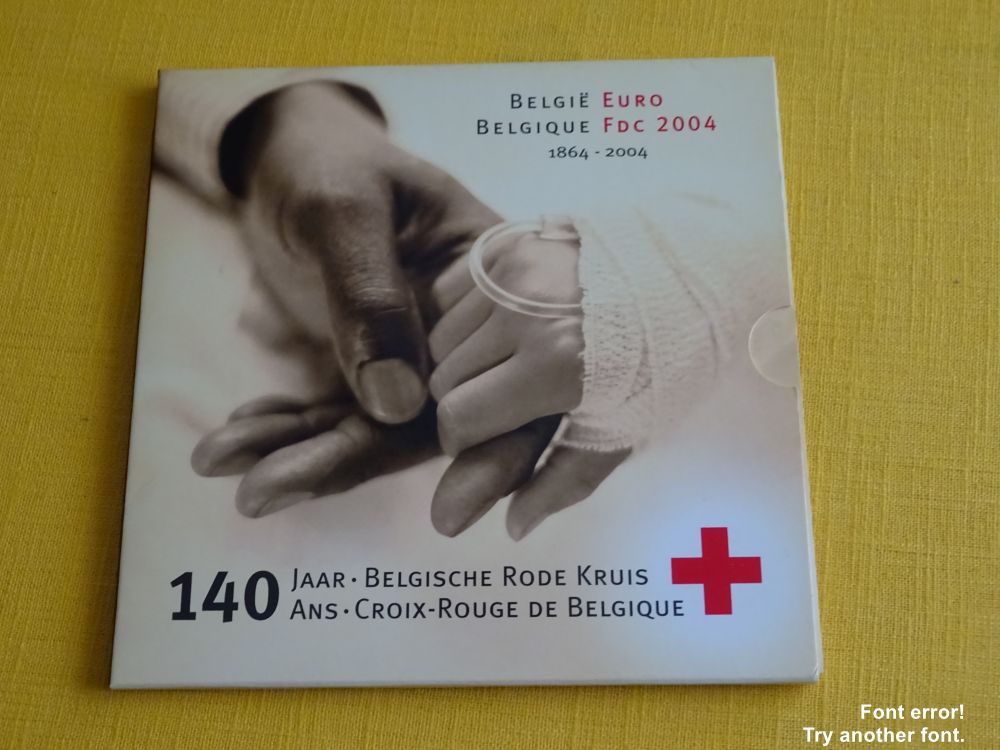 BELGIË EURO
BELGIQUE FDC 2004
1864 - 2004
140 JAAR · BELGISCHE RODE KRUIS
ANS · CROIX-ROUGE DE BELGIQUE
Font error!
Try another font.